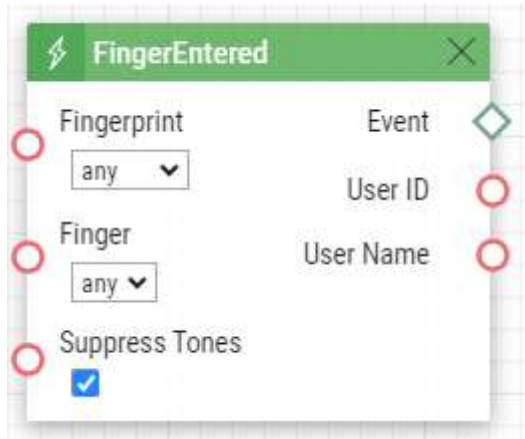 FingerEntered
Fingerprint
Event
any
User ID
Finger
User Name
any
Suppress Tones